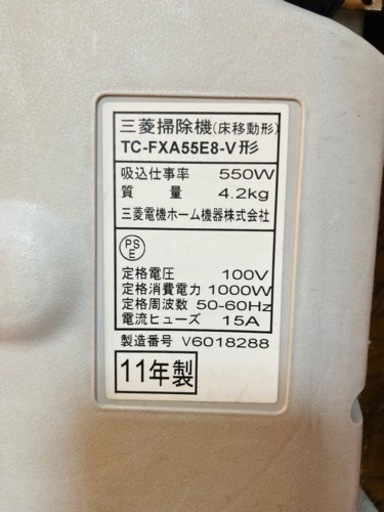 三菱掃除機(床移動形)
TC-FXA55E8-V形
吸込仕事率 550W
質量 4.2kg
三菱電機ホーム機器株式会社
PS
E
定格電圧 100V
定格消費電力 1000W
定格周波数 50-60Hz
電流ヒューズ 15A
製造番号 V6018288
11年製